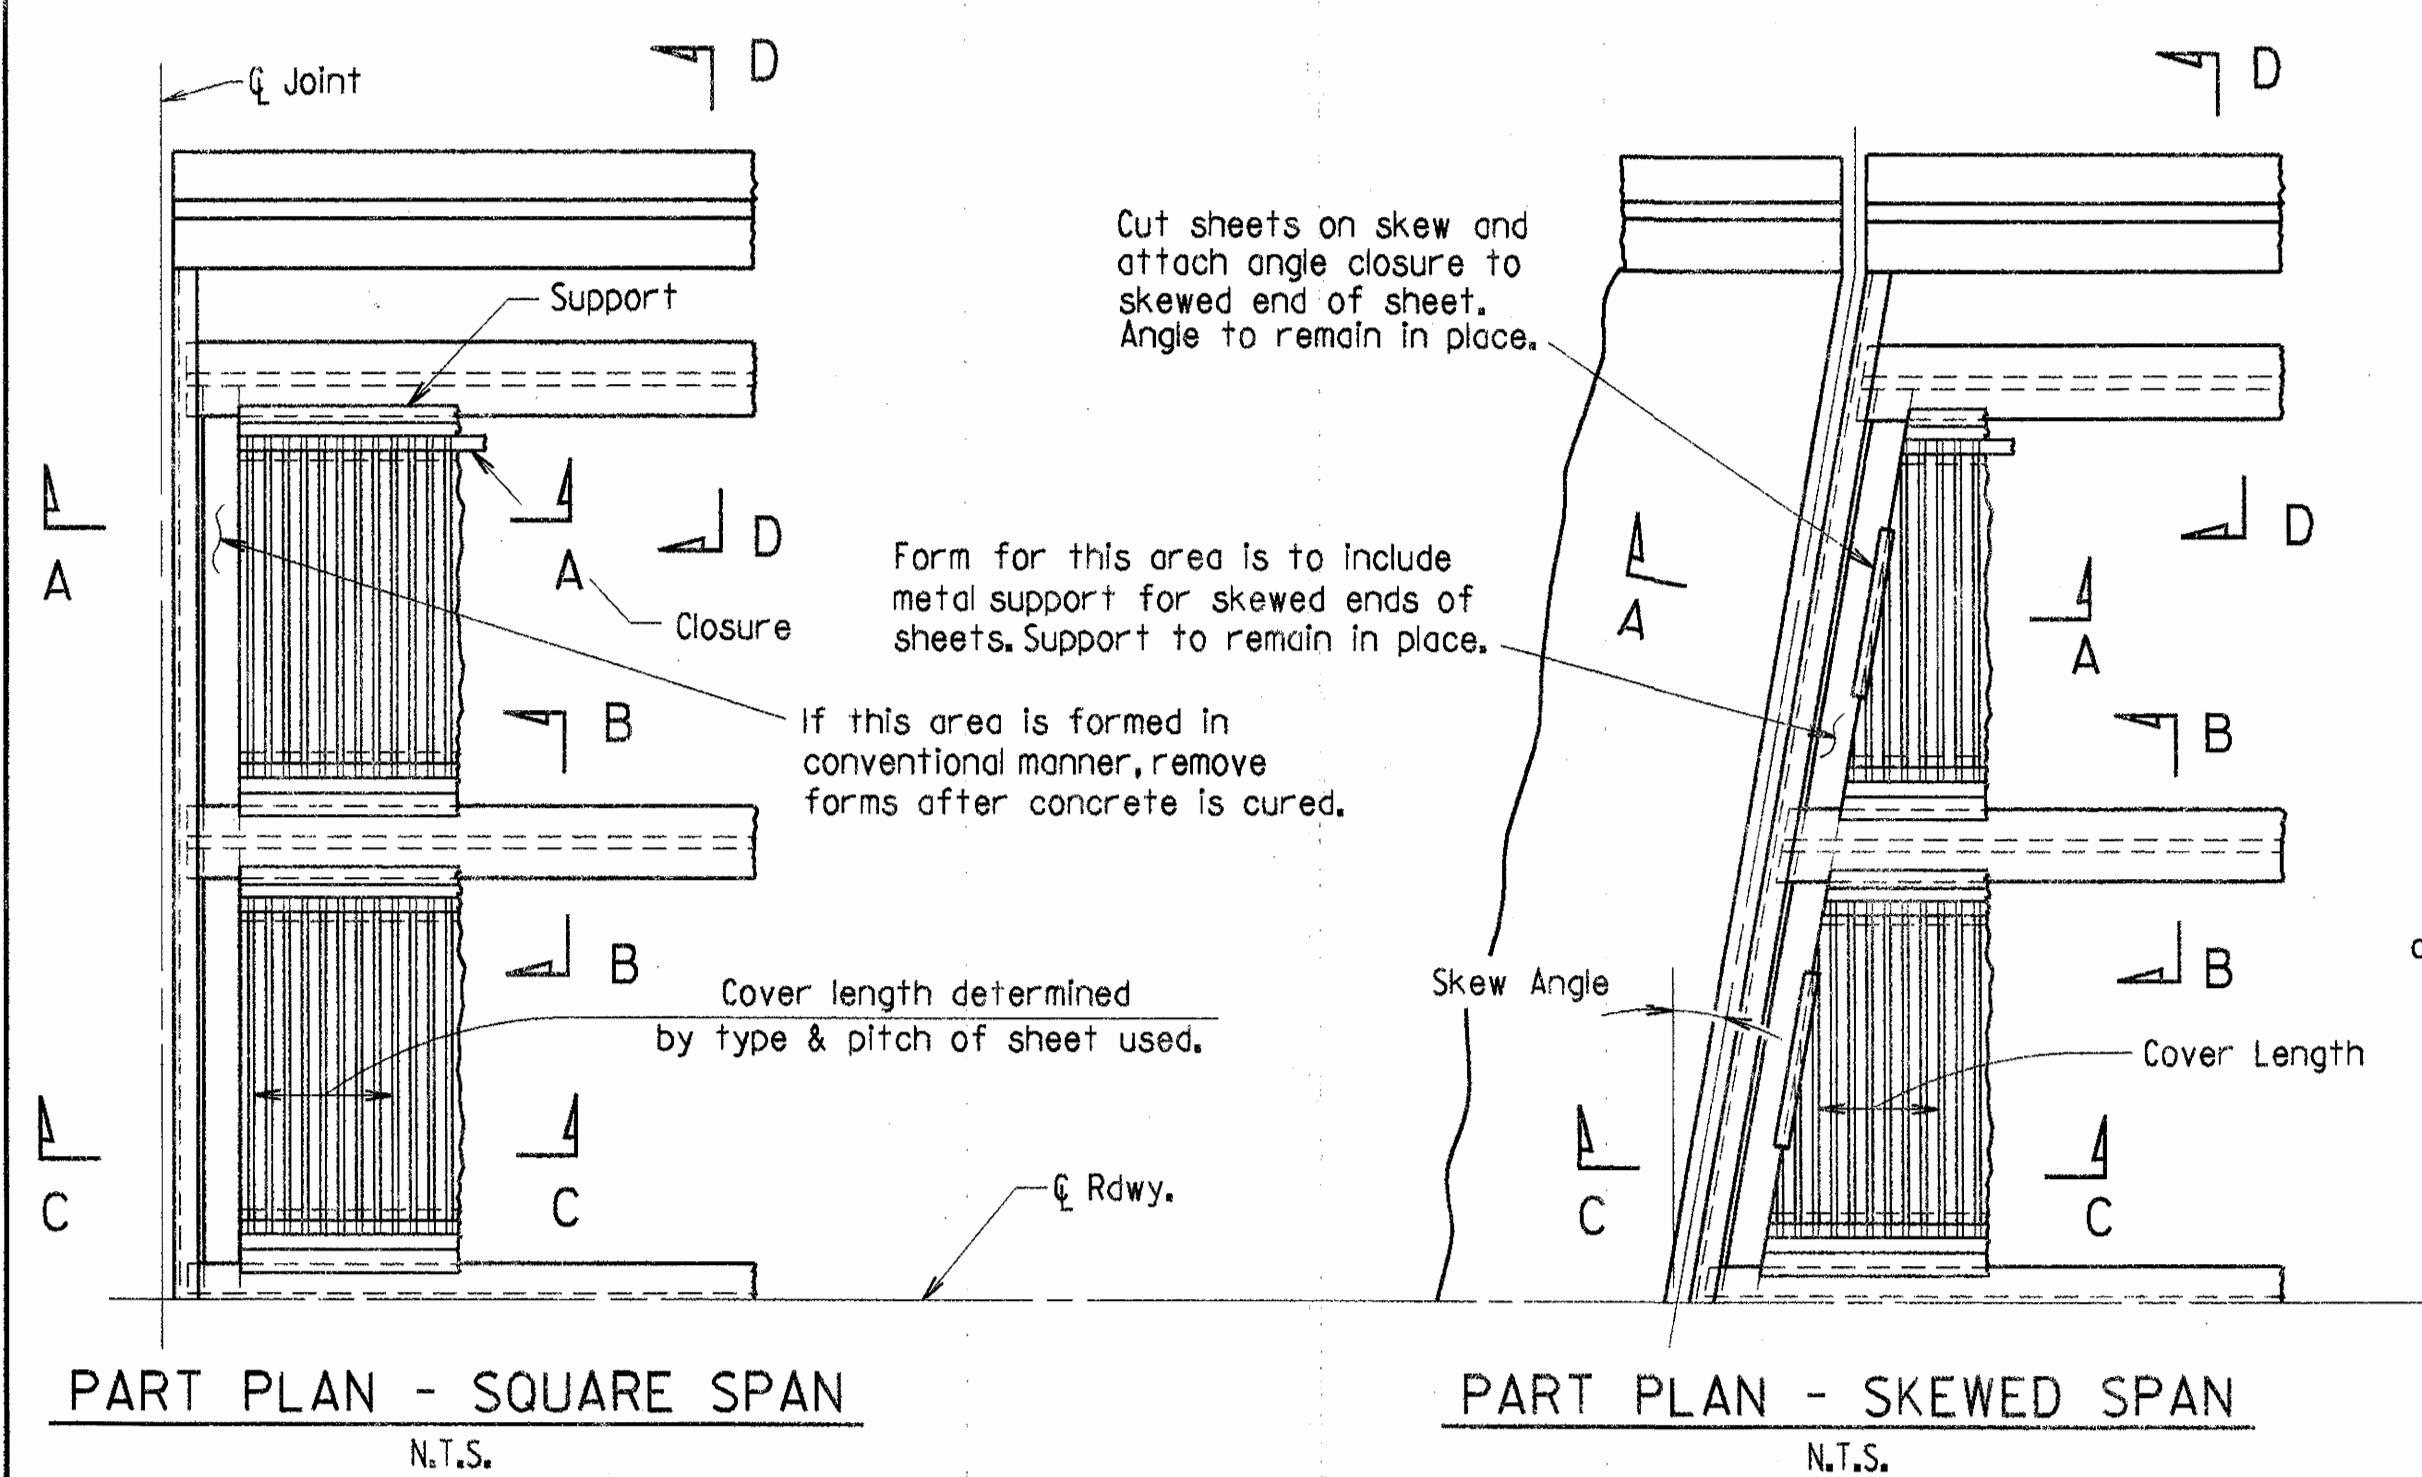 ℄ Joint
D
Support
A
A
D
Closure
If this area is formed in
conventional manner, remove
forms after concrete is cured.
B
B
Cover length determined
by type & pitch of sheet used.
C
C
℄ Rdwy.
PART PLAN - SQUARE SPAN
N.T.S.
D
Cut sheets on skew and
attach angle closure to
skewed end of sheet.
Angle to remain in place.
Form for this area is to include
metal support for skewed ends of
sheets. Support to remain in place.
A
D
A
B
B
Skew Angle
Cover Length
C
C
PART PLAN - SKEWED SPAN
N.T.S.